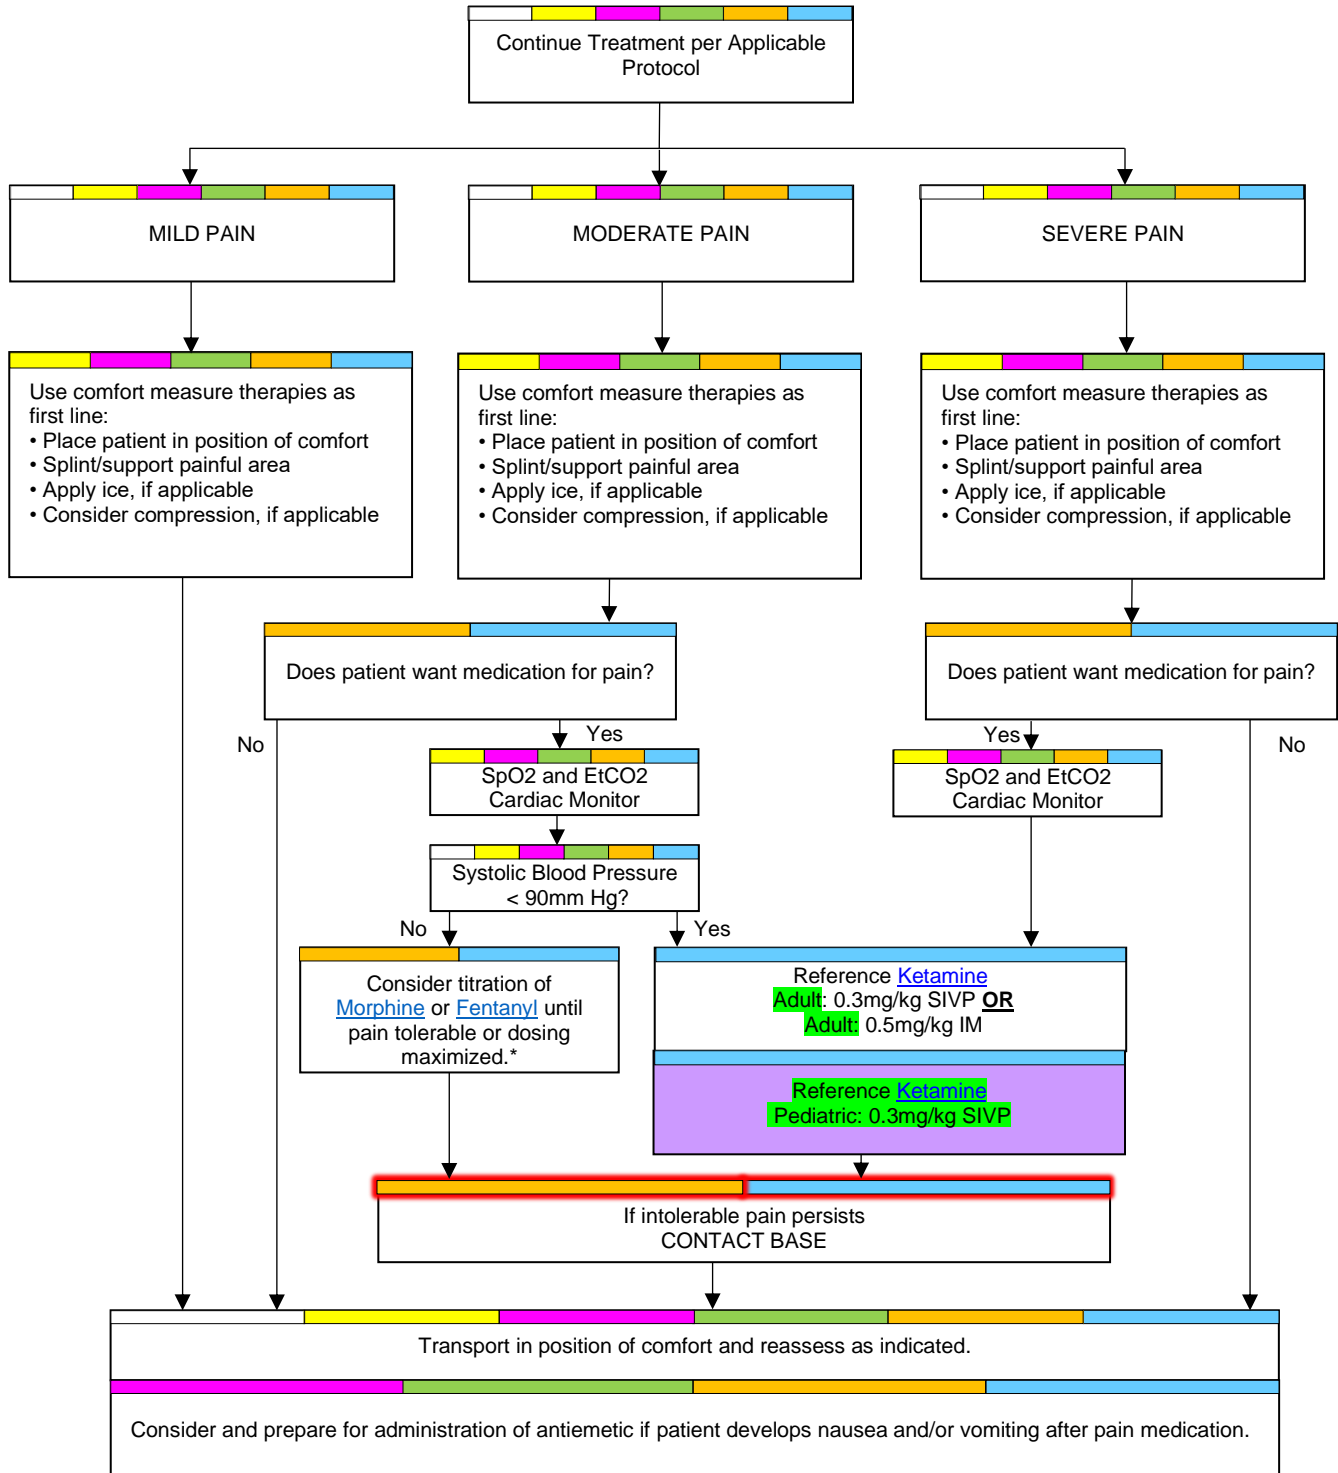 Continue Treatment per Applicable
Protocol
MILD PAIN
MODERATE PAIN
SEVERE PAIN
Use comfort measure therapies as
first line:
• Place patient in position of comfort
• Splint/support painful area
• Apply ice, if applicable
• Consider compression, if applicable
Use comfort measure therapies as
first line:
• Place patient in position of comfort
• Splint/support painful area
• Apply ice, if applicable
• Consider compression, if applicable
Use comfort measure therapies as
first line:
• Place patient in position of comfort
• Splint/support painful area
• Apply ice, if applicable
• Consider compression, if applicable
Does patient want medication for pain?
Does patient want medication for pain?
No
Yes
Yes
No
SpO2 and EtCO2
Cardiac Monitor
SpO2 and EtCO2
Cardiac Monitor
Systolic Blood Pressure
< 90mm Hg?
No
Yes
Consider titration of
Morphine or Fentanyl until
pain tolerable or dosing
maximized.*
Reference Ketamine
Adult: 0.3mg/kg SIVP OR
Adult: 0.5mg/kg IM
Reference Ketamine
Pediatric: 0.3mg/kg SIVP
If intolerable pain persists
CONTACT BASE
Transport in position of comfort and reassess as indicated.
Consider and prepare for administration of antiemetic if patient develops nausea and/or vomiting after pain medication.